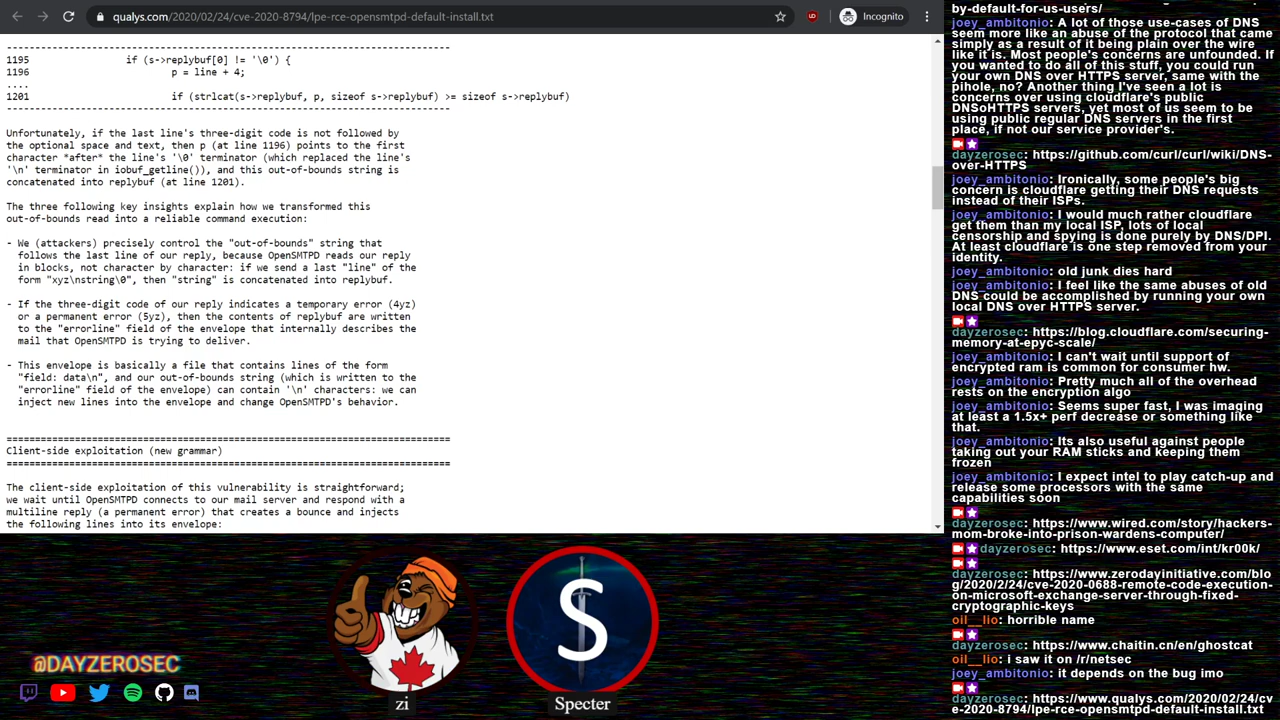 qualys.com/2020/02/24/cve-2020-8794/lpe-rce-opensmtpd-default-install.txt
Incognito
--------------------------------------------------------------------------------
1195 if (s->replybuf[0] != '\0') {
1196 p = line + 4;
....
1201 if (strlcat(s->replybuf, p, sizeof s->replybuf) >= sizeof s->replybuf)
--------------------------------------------------------------------------------
Unfortunately, if the last line's three-digit code is not followed by
the optional space and text, then p (at line 1196) points to the first
character *after* the line's '\0' terminator (which replaced the line's
'\n' terminator in iobuf_getline()), and this out-of-bounds string is
concatenated into replybuf (at line 1201).
The three following key insights explain how we transformed this
out-of-bounds read into a reliable command execution:
- We (attackers) precisely control the "out-of-bounds" string that
follows the last line of our reply, because OpenSMTPD reads our reply
in blocks, not character by character: if we send a last "line" of the
form "xyz\nstring\0", then "string" is concatenated into replybuf.
- If the three-digit code of our reply indicates a temporary error (4yz)
or a permanent error (5yz), then the contents of replybuf are written
to the "errorline" field of the envelope that internally describes the
mail that OpenSMTPD is trying to deliver.
- This envelope is basically a file that contains lines of the form
"field: data\n", and our out-of-bounds string (which is written to the
"errorline" field of the envelope) can contain '\n' characters: we can
inject new lines into the envelope and change OpenSMTPD's behavior.
================================================================================
Client-side exploitation (new grammar)
================================================================================
The client-side exploitation of this vulnerability is straightforward;
we wait until OpenSMTPD connects to our mail server and respond with a
multiline reply (a permanent error) that creates a bounce and injects
the following lines into its envelope:
@DAYZEROSEC
zi
S
Specter
by-default-for-us-users/
joey_ambitonio: A lot of those use-cases of DNS
seem more like an abuse of the protocol that came
simply as a result of it being plain over the wire
like it is. Most people's concerns are unfounded. If
you wanted to do all of this stuff, you could run
your own DNS over HTTPS server, same with the
pihole, no? Another thing I've seen a lot is
concerns over using cloudflare's public
DNSoHTTPS servers, yet most of us seem to be
using public regular DNS servers in the first
place, if not our service provider's.
dayzerosec: https://github.com/curl/curl/wiki/DNS-
over-HTTPS
joey_ambitonio: Ironically, some people's big
concern is cloudflare getting their DNS requests
instead of their ISPs.
joey_ambitonio: I would much rather cloudflare
get them than my local ISP, lots of local
censorship and spying is done purely by DNS/DPI.
At least cloudflare is one step removed from your
identity.
joey_ambitonio: old junk dies hard
joey_ambitonio: I feel like the same abuses of old
DNS could be accomplished by running your own
local DNS over HTTPS server.
dayzerosec: https://blog.cloudflare.com/securing-
memory-at-epyc-scale/
joey_ambitonio: I can't wait until support of
encrypted ram is common for consumer hw.
joey_ambitonio: Pretty much all of the overhead
rests on the encryption algo
joey_ambitonio: Seems super fast, I was imaging
at least a 1.5x+ perf decrease or something like
that.
joey_ambitonio: Its also useful against people
taking out your RAM sticks and keeping them
frozen
joey_ambitonio: I expect intel to play catch-up and
release some processors with the same
capabilities soon
dayzerosec: https://www.wired.com/story/hackers-
mom-broke-into-prison-wardens-computer/
dayzerosec: https://www.eset.com/int/kr00k/
dayzerosec: https://www.zerodayinitiative.com/blo
g/2020/2/24/cve-2020-0688-remote-code-execution-
on-microsoft-exchange-server-through-fixed-
cryptographic-keys
oil__lio: horrible name
dayzerosec: https://www.chaitin.cn/en/ghostcat
oil__lio: i saw it on /r/netsec
joey_ambitonio: it depends on the bug imo
dayzerosec: https://www.qualys.com/2020/02/24/cv
e-2020-8794/lpe-rce-opensmtpd-default-install.txt